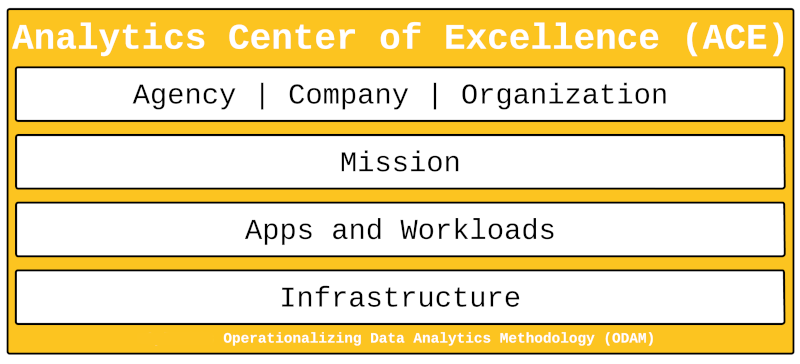 Analytics Center of Excellence (ACE)
Agency | Company | Organization
Mission
Apps and Workloads
Infrastructure
Operationalizing Data Analytics Methodology (ODAM)